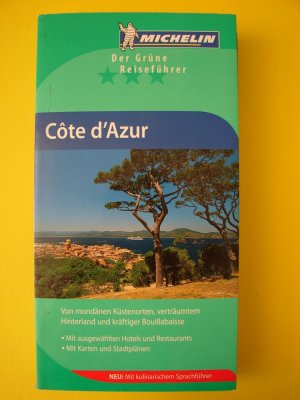 MICHELIN
Der Grüne
Reiseführer
Côte d'Azur
Von mondänen Küstenorten, verträumtem
Hinterland und kräftiger Bouillabaisse
• Mit ausgewählten Hotels und Restaurants
• Mit Karten und Stadtplänen
NEU: Mit kulinarischem Sprachführer